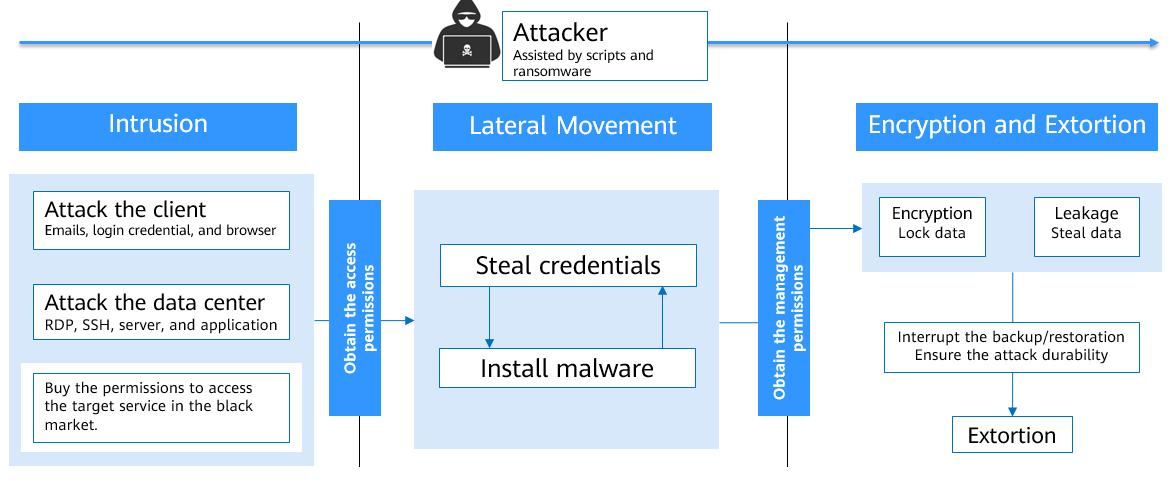 Attacker
Assisted by scripts and
ransomware
Intrusion
Lateral Movement
Encryption and Extortion
Attack the client
Emails, login credential, and browser
Attack the data center
RDP, SSH, server, and application
Buy the permissions to access
the target service in the black
market.
Obtain the access
permissions
Steal credentials
Install malware
Obtain the management
permissions
Encryption
Lock data
Leakage
Steal data
Interrupt the backup/restoration
Ensure the attack durability
Extortion